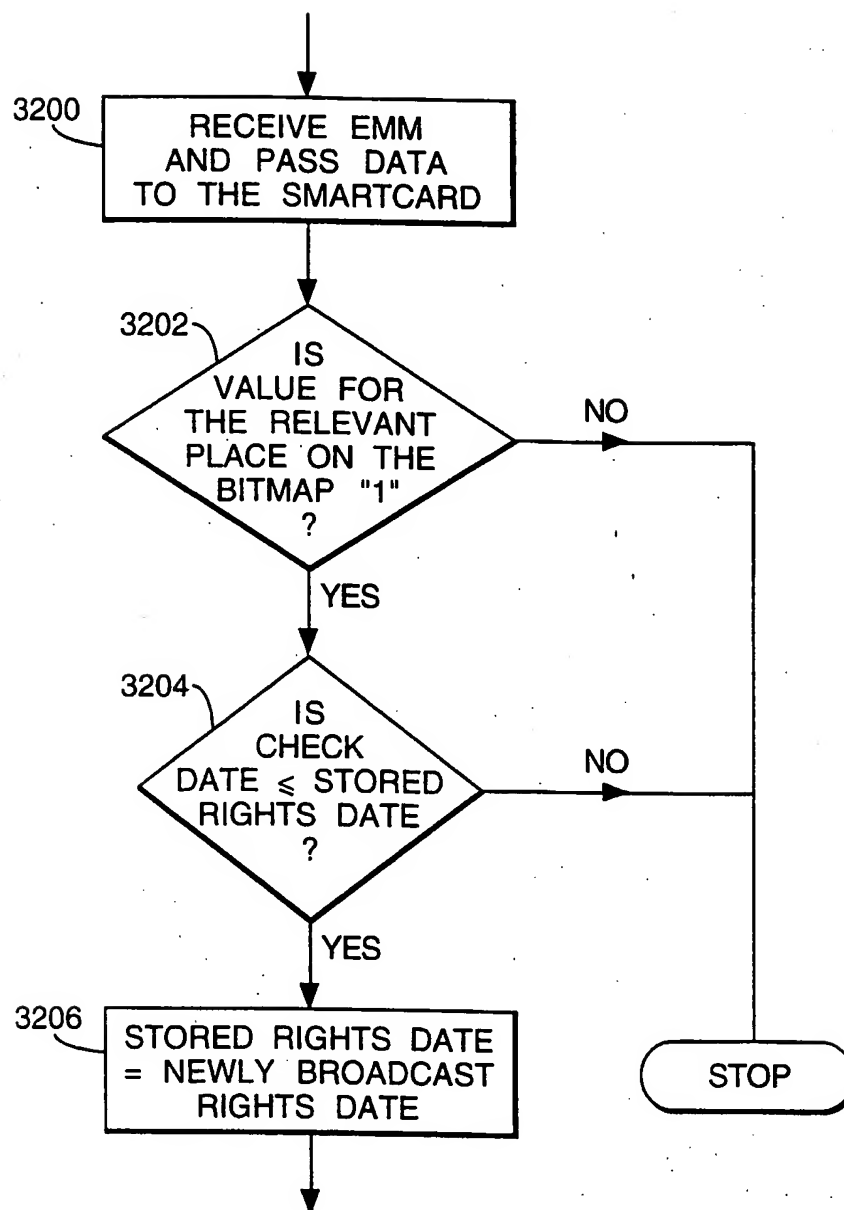 3200
RECEIVE EMM
AND PASS DATA
TO THE SMARTCARD
3202
IS
VALUE FOR
THE RELEVANT
PLACE ON THE
BITMAP "1"
?
NO
YES
3204
IS
CHECK
DATE ⩽ STORED
RIGHTS DATE
?
NO
YES
3206
STORED RIGHTS DATE
= NEWLY BROADCAST
RIGHTS DATE
STOP